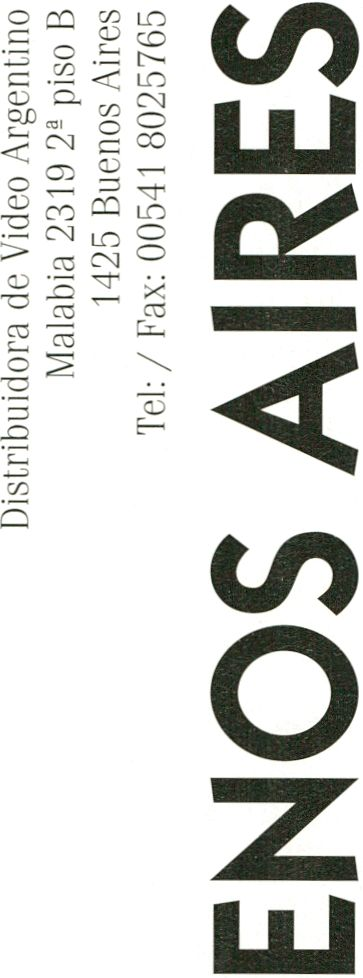 Distribuidora de Video Argentino
Malabia 2319 2ª piso B
1425 Buenos Aires
Tel: / Fax: 00541 8025765
ENOS AIRES